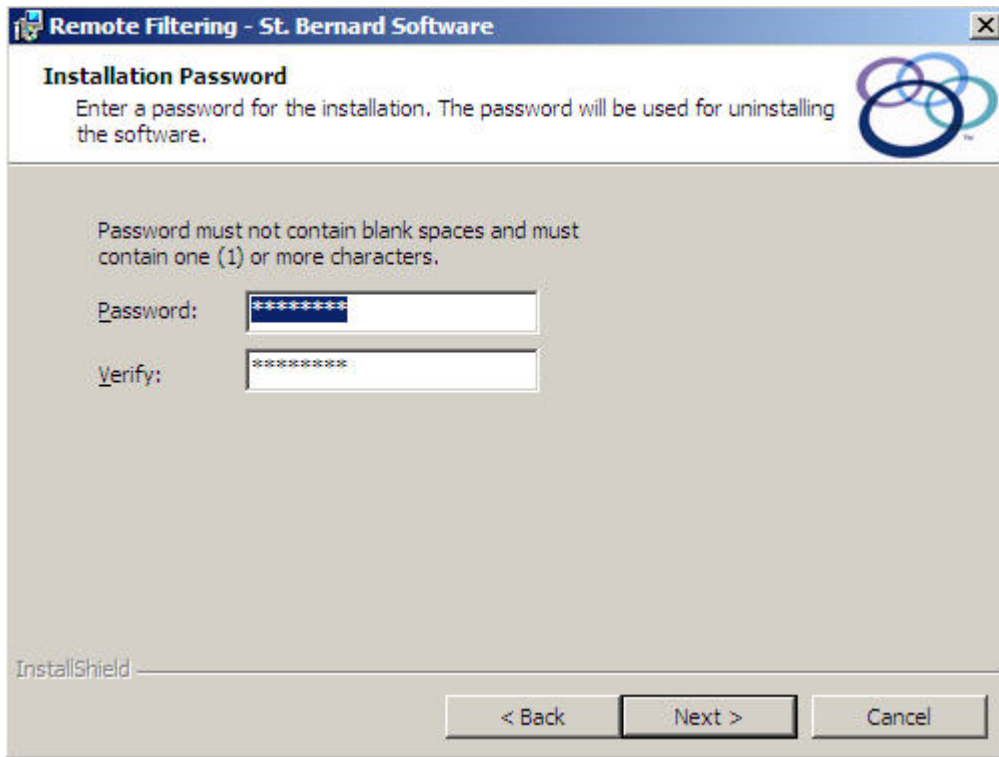 Remote Filtering - St. Bernard Software
Installation Password
Enter a password for the installation. The password will be used for uninstalling
the software.
Password must not contain blank spaces and must
contain one (1) or more characters.
Password: ********
Verify: ********
InstallShield
< Back Next > Cancel